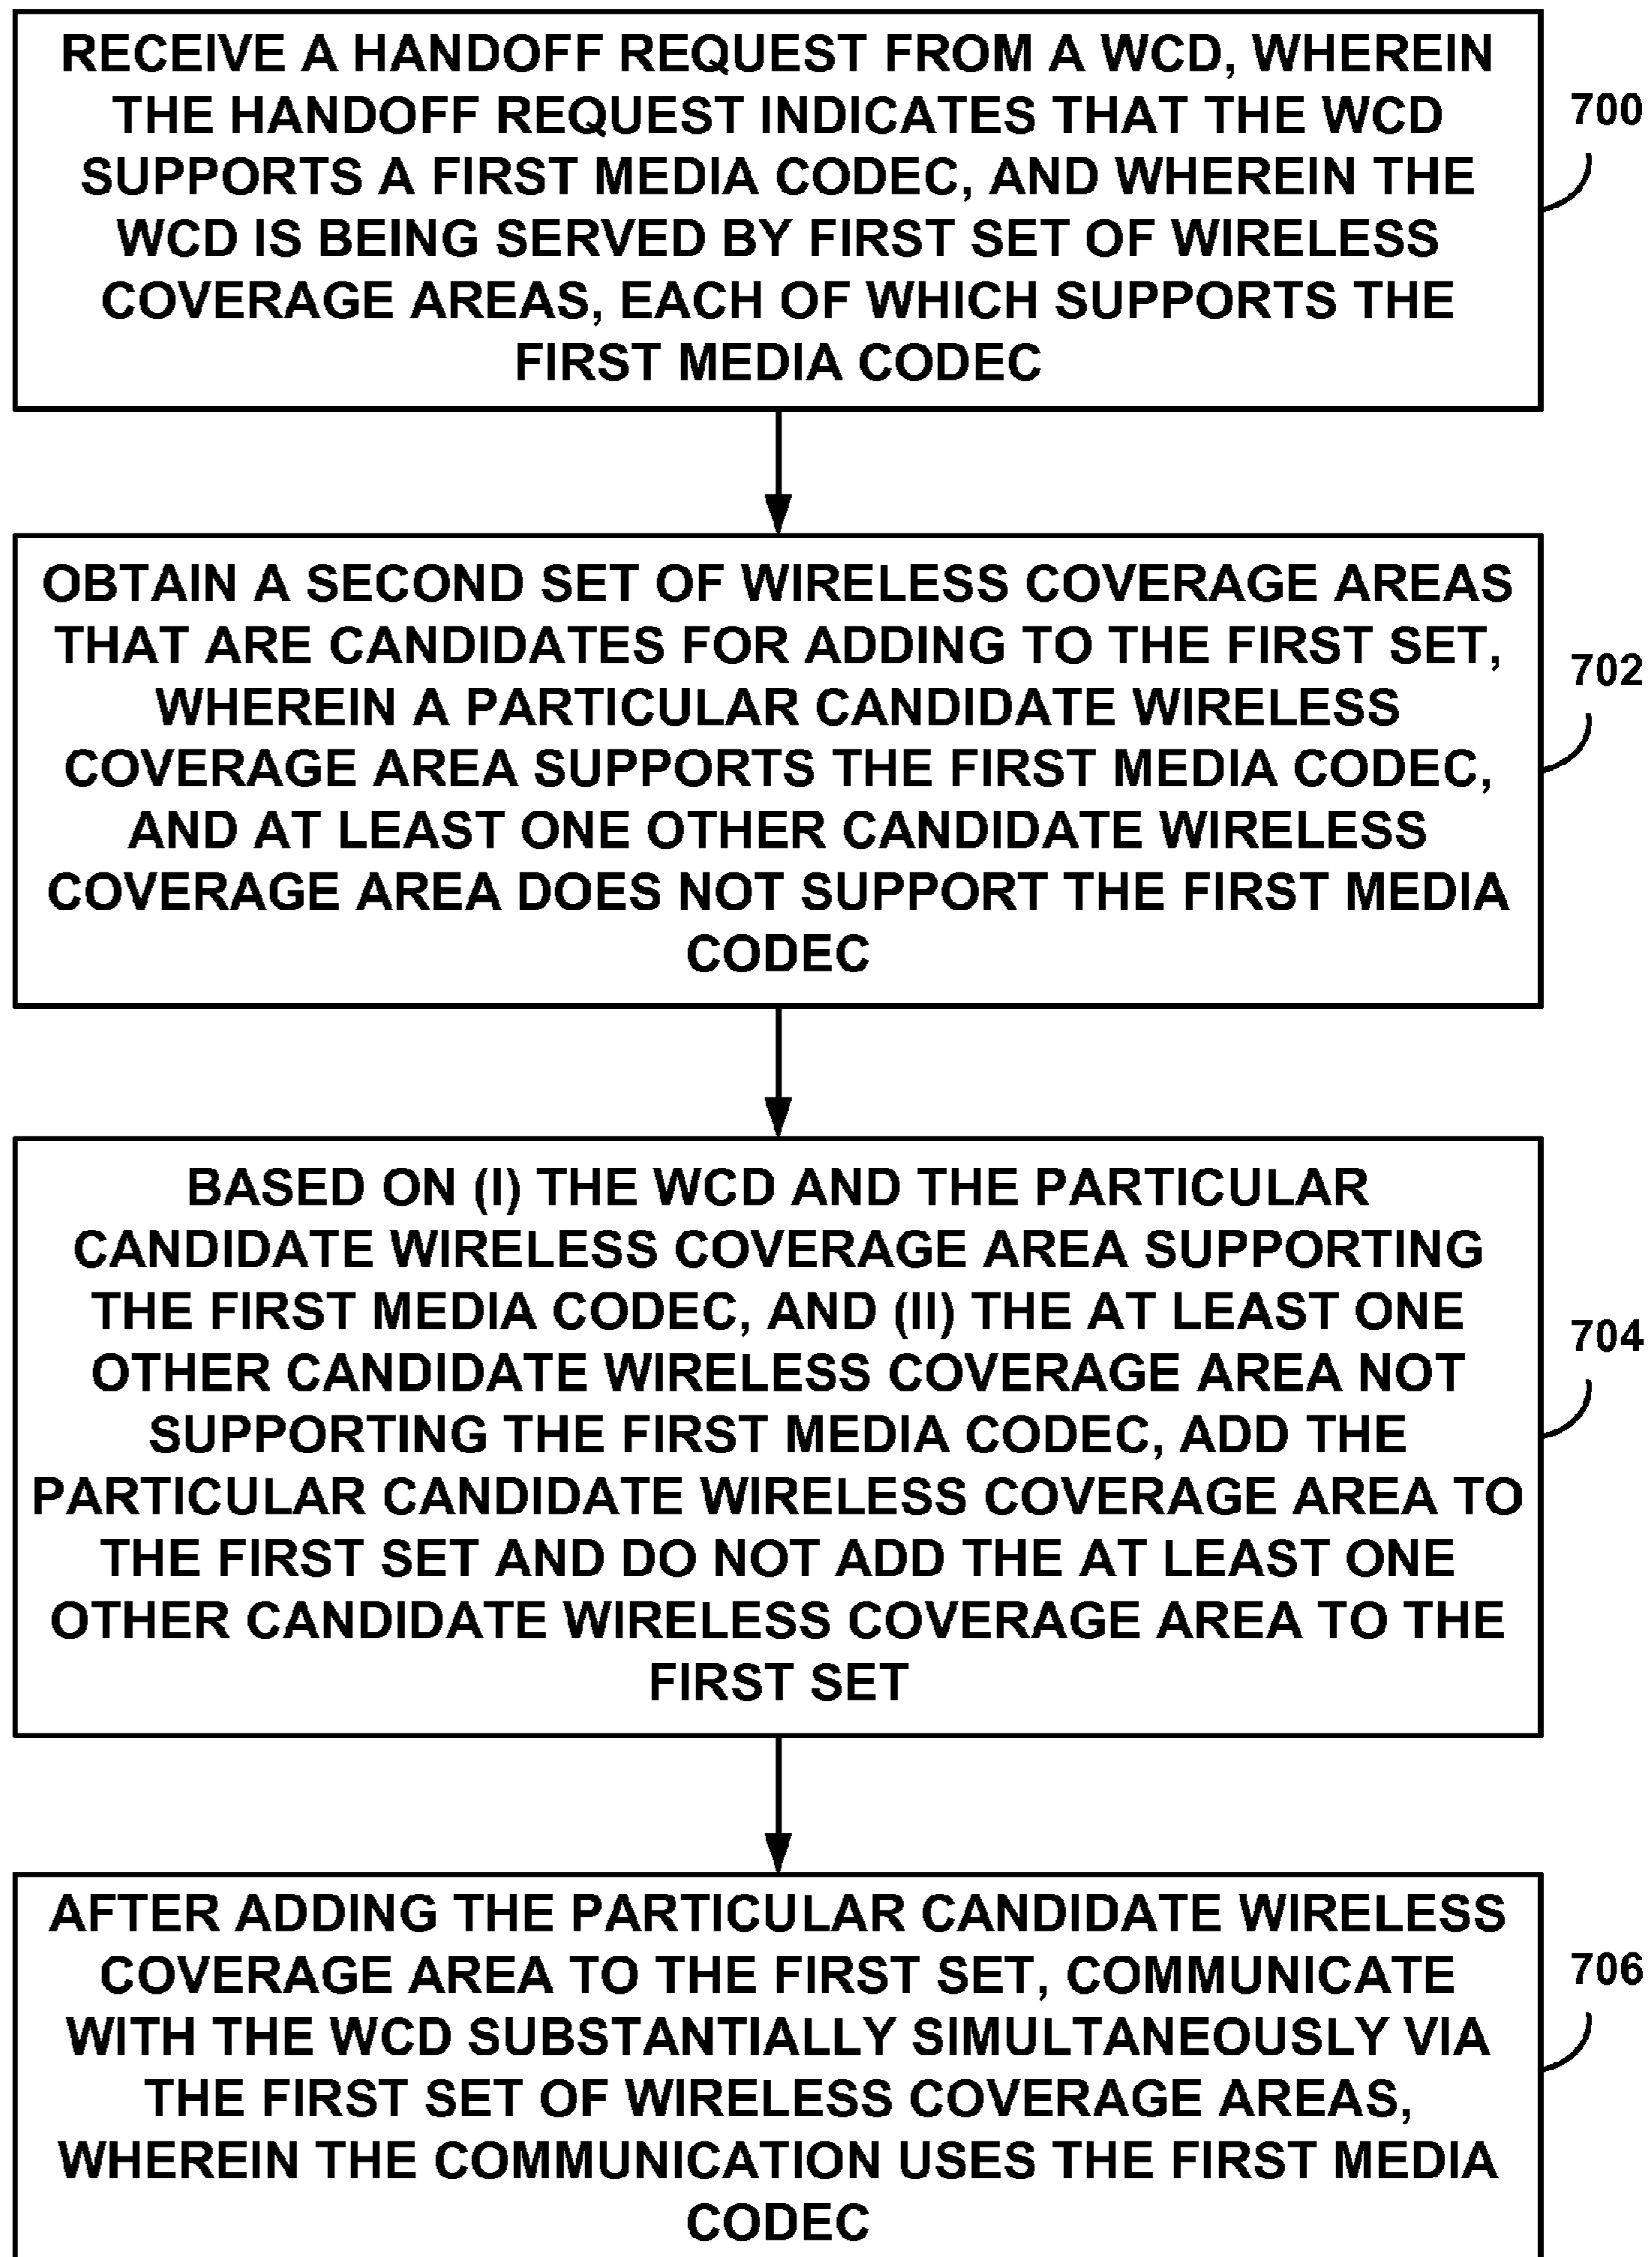 RECEIVE A HANDOFF REQUEST FROM A WCD, WHEREIN
THE HANDOFF REQUEST INDICATES THAT THE WCD
SUPPORTS A FIRST MEDIA CODEC, AND WHEREIN THE
WCD IS BEING SERVED BY FIRST SET OF WIRELESS
COVERAGE AREAS, EACH OF WHICH SUPPORTS THE
FIRST MEDIA CODEC
700
OBTAIN A SECOND SET OF WIRELESS COVERAGE AREAS
THAT ARE CANDIDATES FOR ADDING TO THE FIRST SET,
WHEREIN A PARTICULAR CANDIDATE WIRELESS
COVERAGE AREA SUPPORTS THE FIRST MEDIA CODEC,
AND AT LEAST ONE OTHER CANDIDATE WIRELESS
COVERAGE AREA DOES NOT SUPPORT THE FIRST MEDIA
CODEC
702
BASED ON (I) THE WCD AND THE PARTICULAR
CANDIDATE WIRELESS COVERAGE AREA SUPPORTING
THE FIRST MEDIA CODEC, AND (II) THE AT LEAST ONE
OTHER CANDIDATE WIRELESS COVERAGE AREA NOT
SUPPORTING THE FIRST MEDIA CODEC, ADD THE
PARTICULAR CANDIDATE WIRELESS COVERAGE AREA TO
THE FIRST SET AND DO NOT ADD THE AT LEAST ONE
OTHER CANDIDATE WIRELESS COVERAGE AREA TO THE
FIRST SET
704
AFTER ADDING THE PARTICULAR CANDIDATE WIRELESS
COVERAGE AREA TO THE FIRST SET, COMMUNICATE
WITH THE WCD SUBSTANTIALLY SIMULTANEOUSLY VIA
THE FIRST SET OF WIRELESS COVERAGE AREAS,
WHEREIN THE COMMUNICATION USES THE FIRST MEDIA
CODEC
706